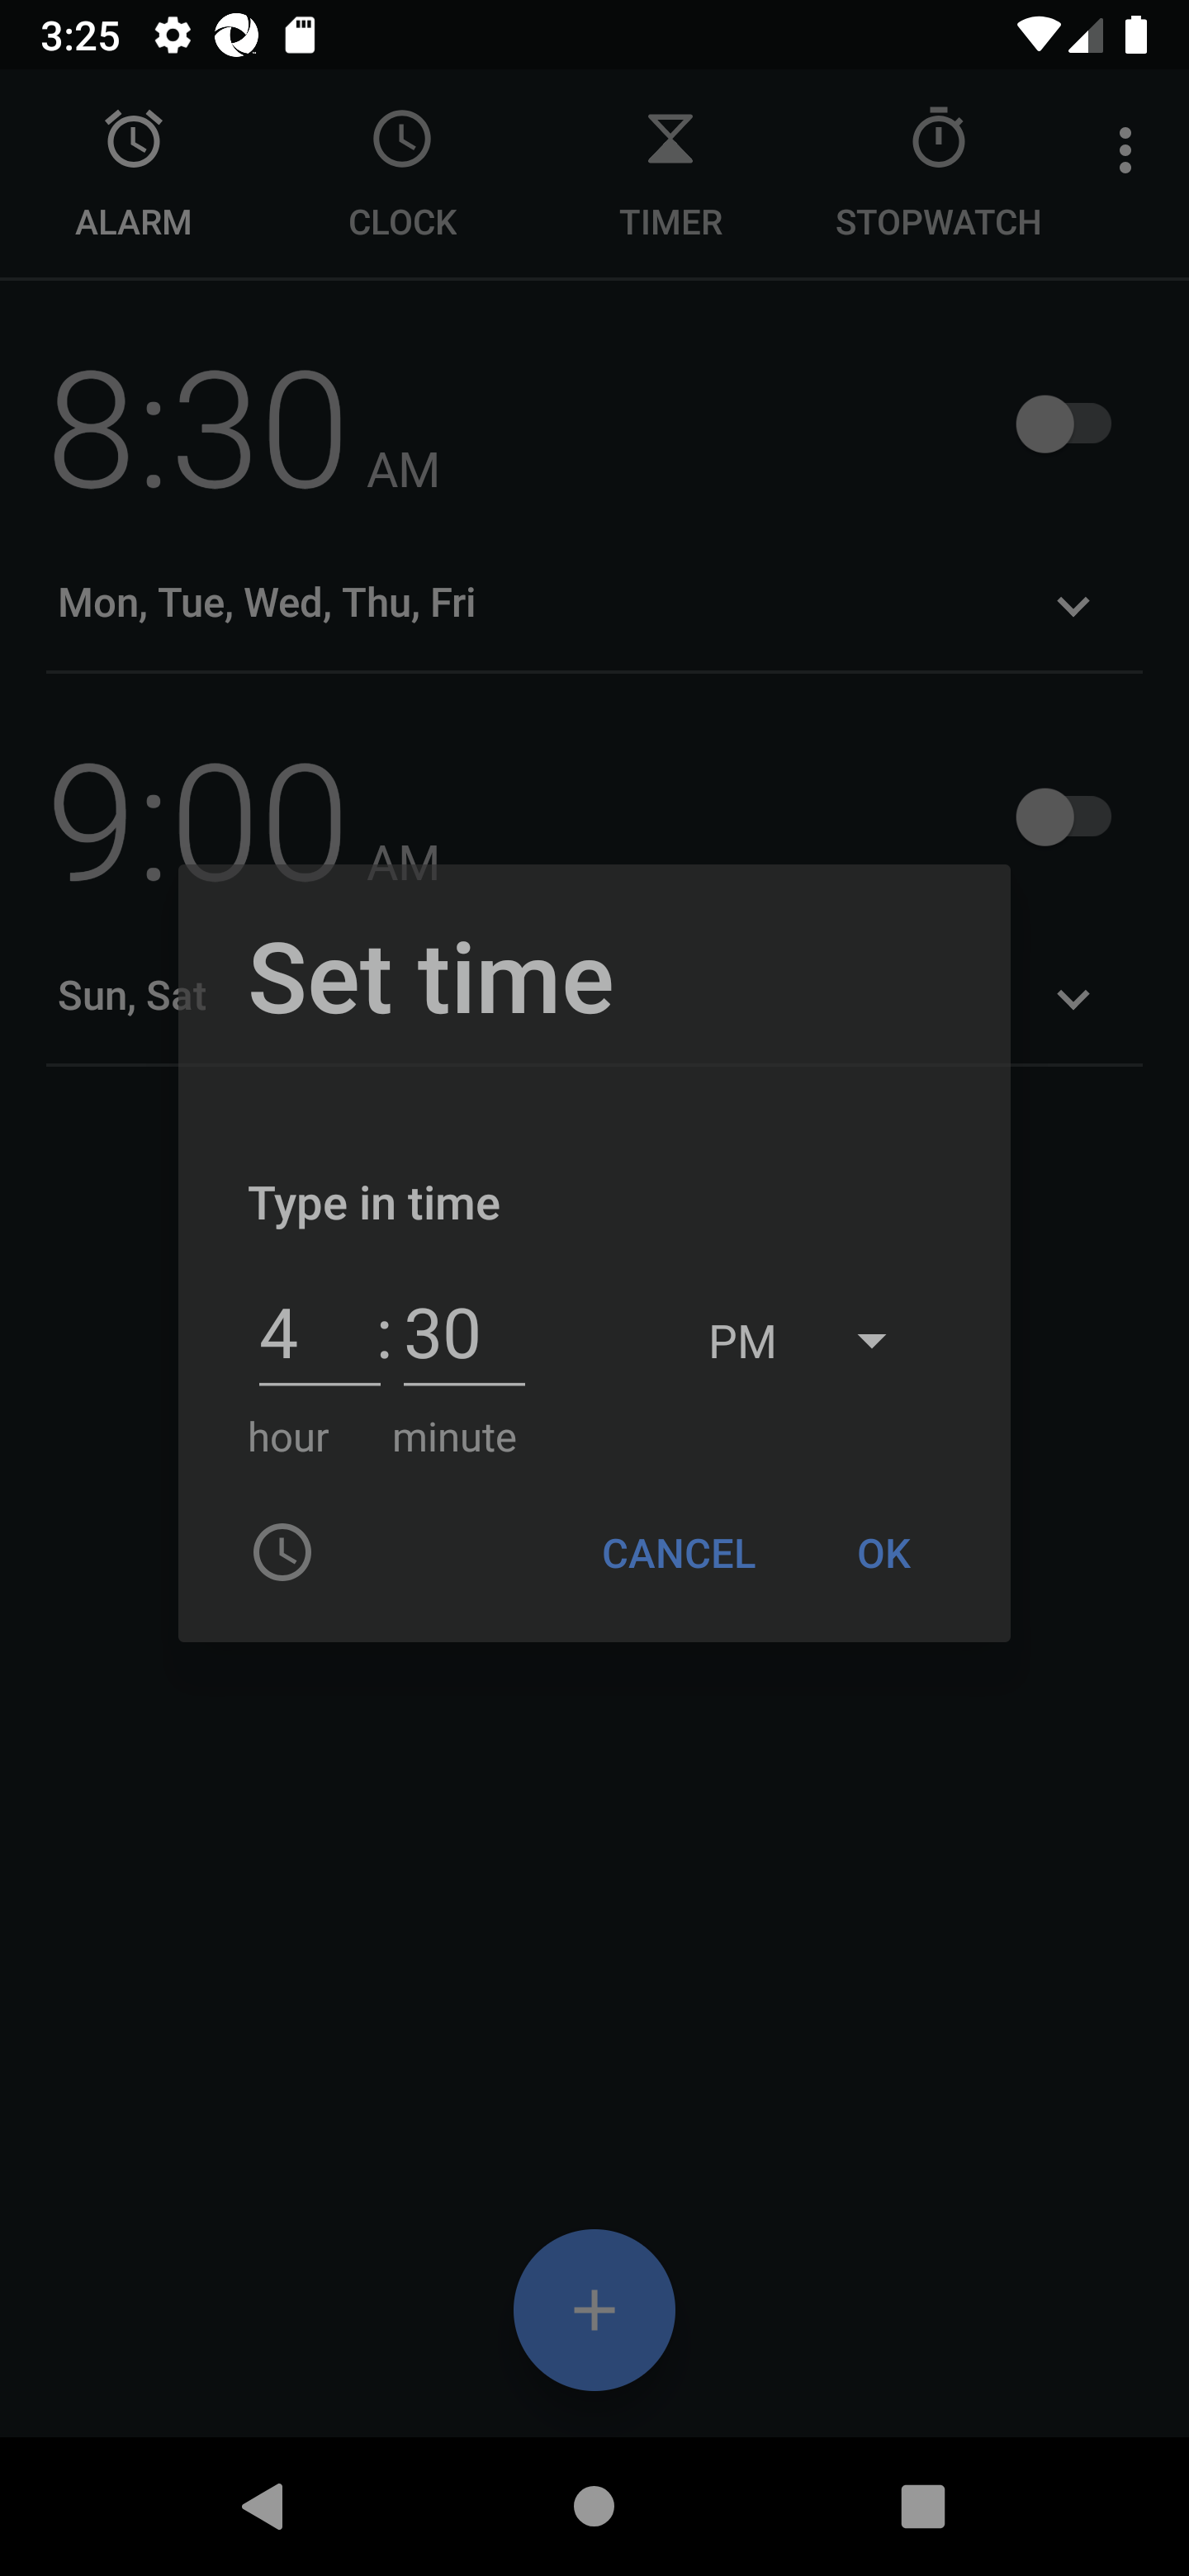 3:25
ALARM CLOCK TIMER STOPWATCH
8:30 AM
Mon, Tue, Wed, Thu, Fri
9:00 AM
Sun, Sat
Set time
Type in time
4 : 30 PM
hour minute
CANCEL OK